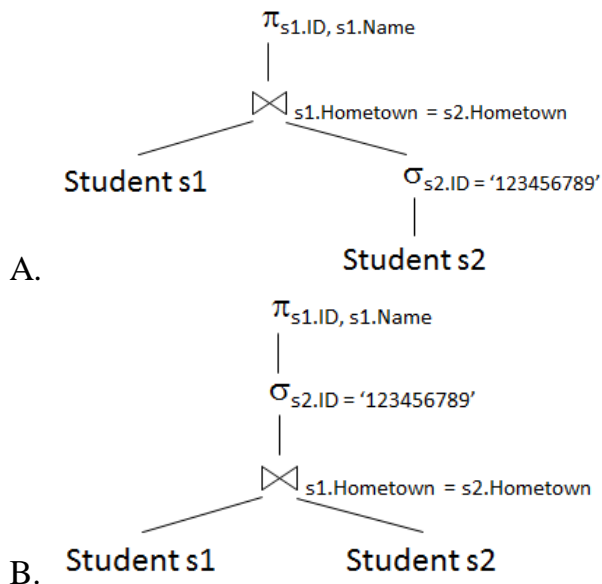 π s1.ID, s1.Name
⋈ s1.Hometown = s2.Hometown
Student s1
σ s2.ID = ‘123456789’
Student s2
A.
π s1.ID, s1.Name
σ s2.ID = ‘123456789’
⋈ s1.Hometown = s2.Hometown
B. Student s1 Student s2